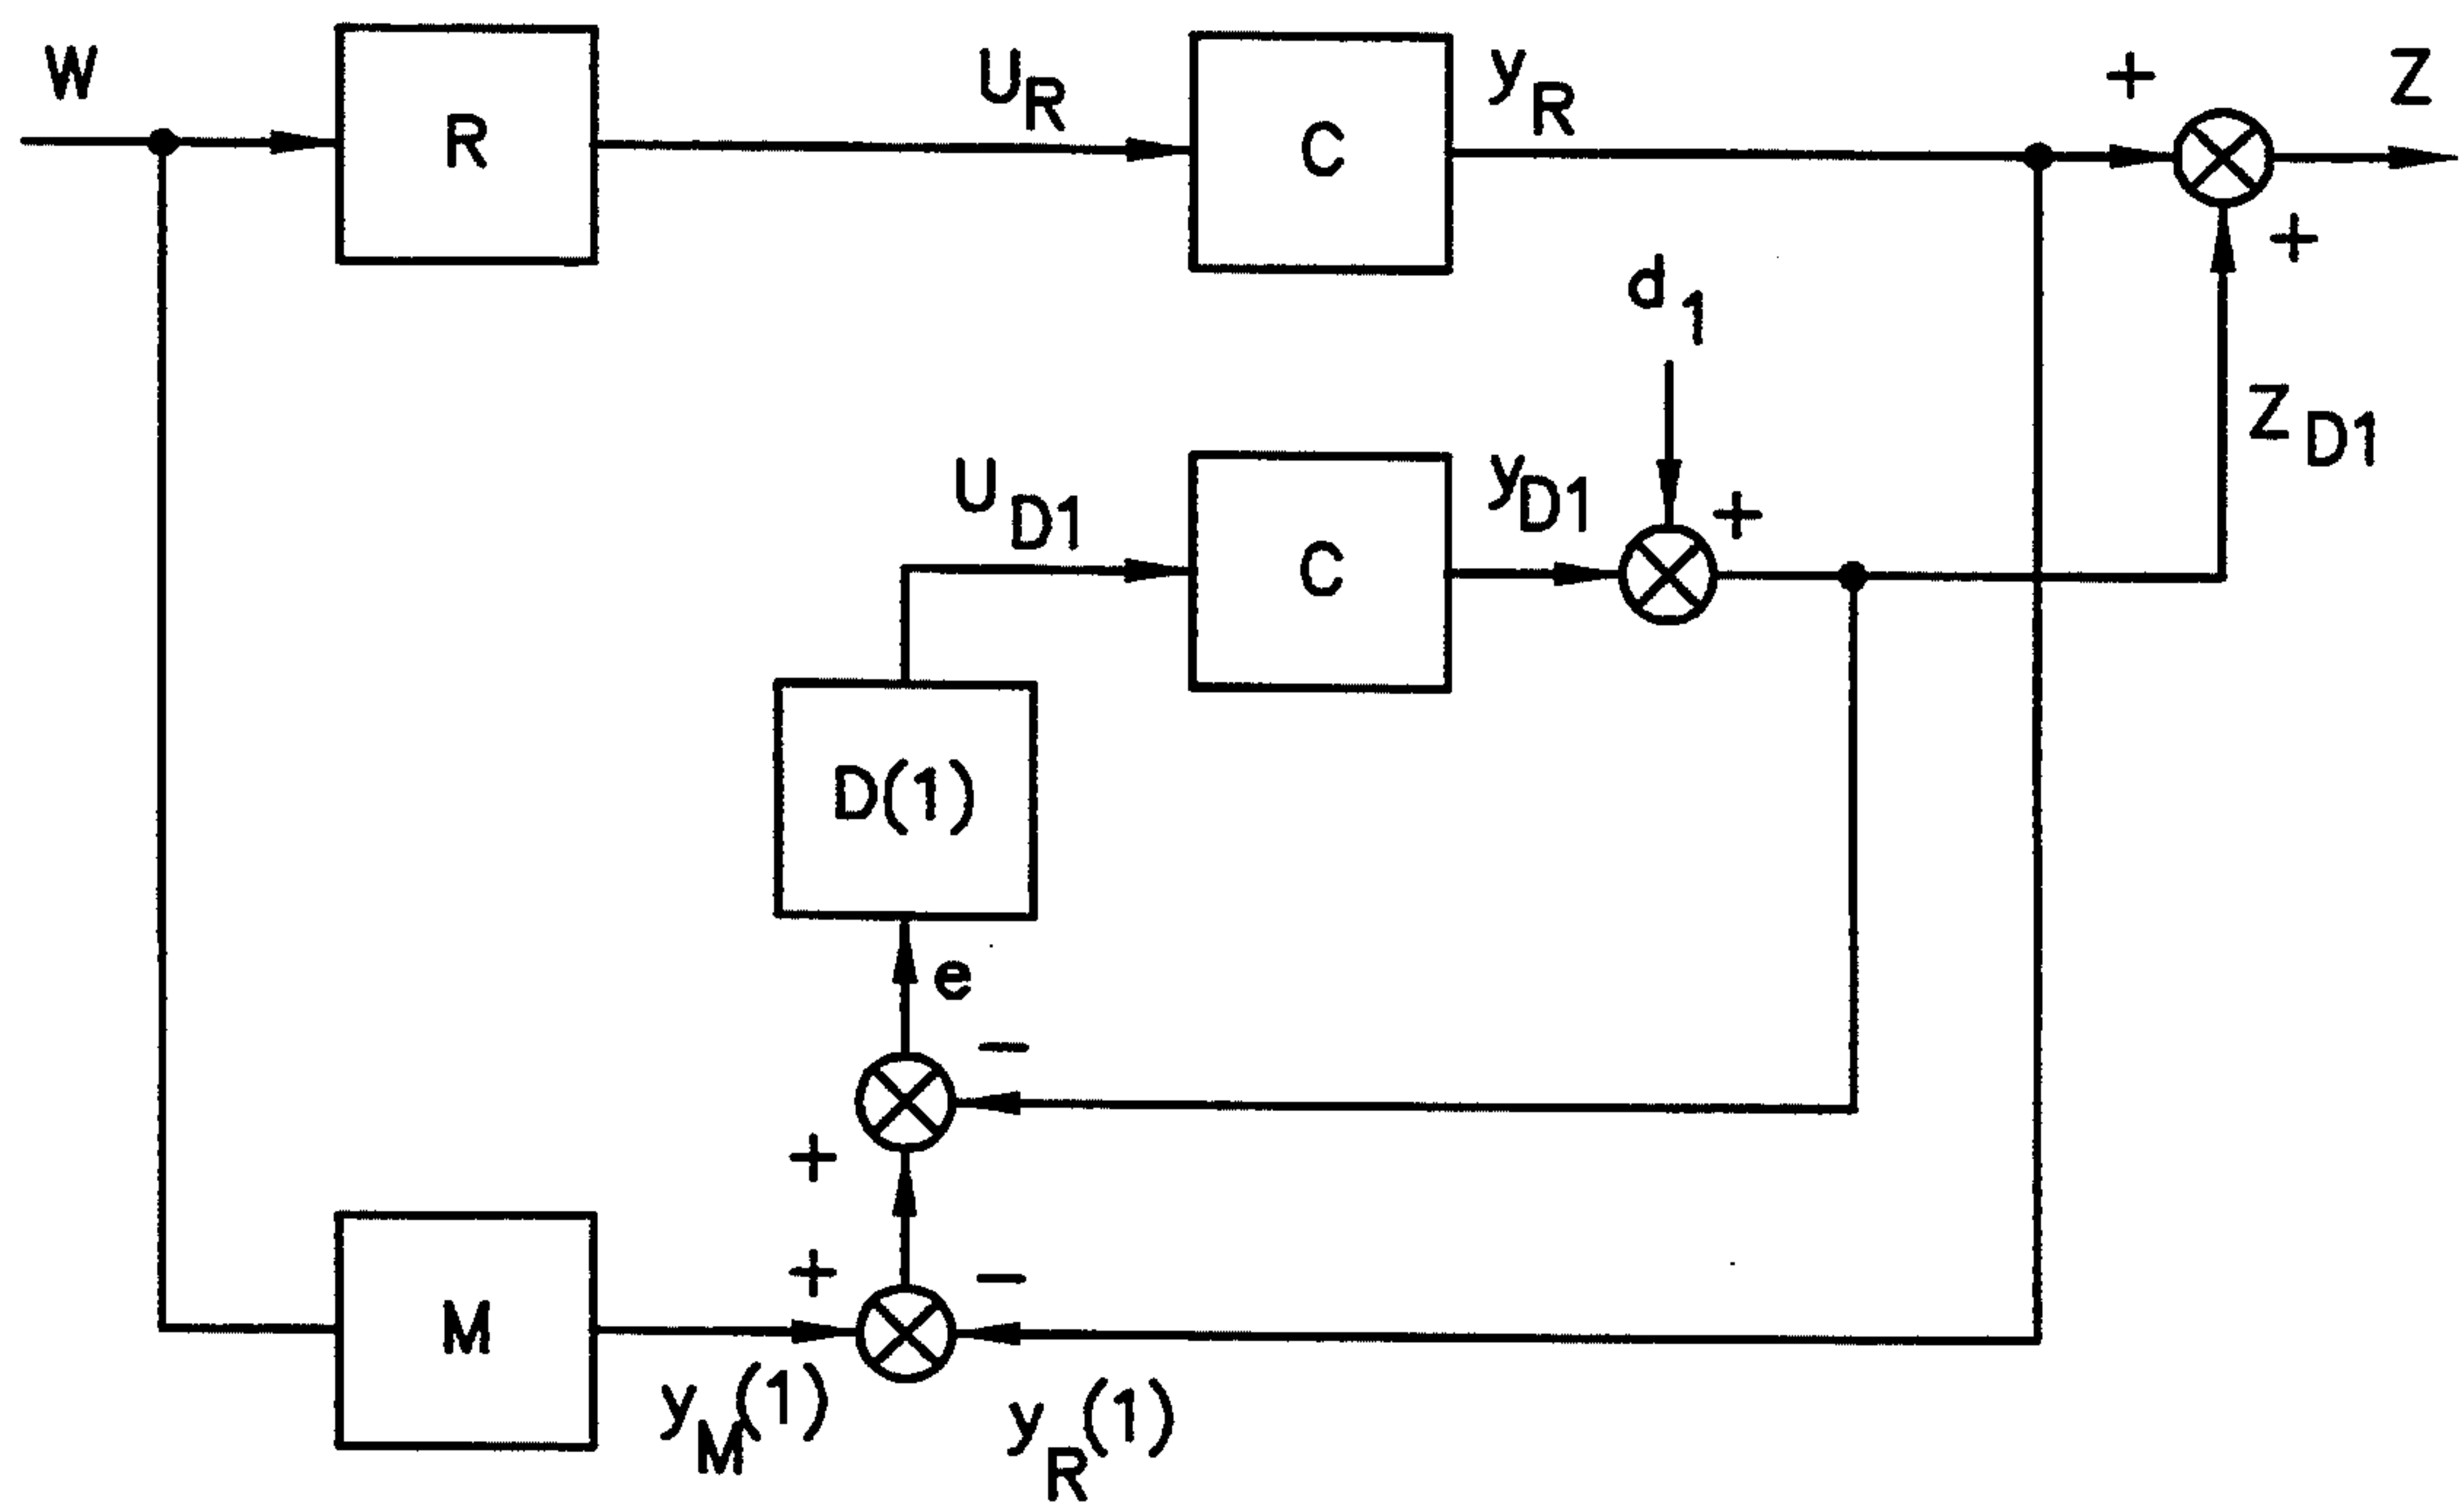 W
R
U_R
C
y_R
+
Z
+
d_1
Z_D1
U_D1
C
y_D1
+
D(1)
e
−
+
+
−
M
y_M(1)
y_R(1)